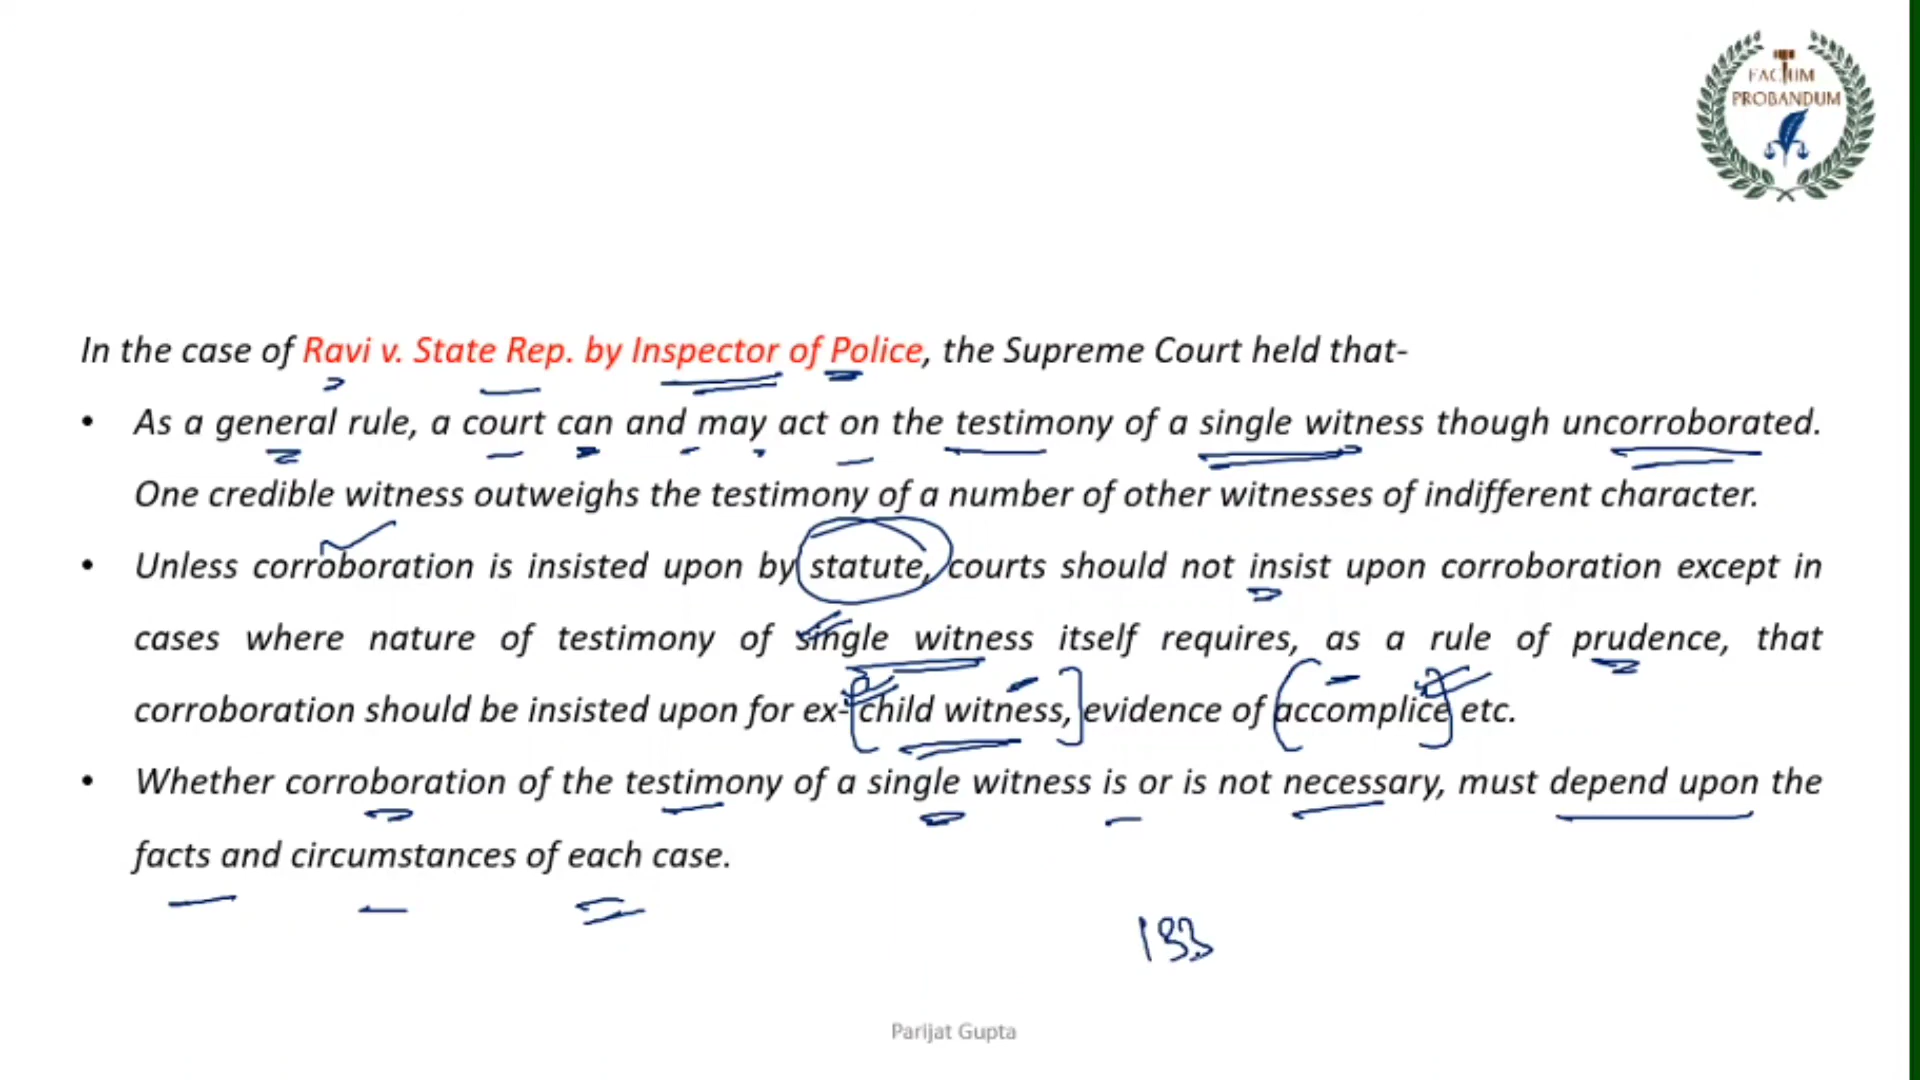 FACTUM
PROBANDUM
In the case of Ravi v. State Rep. by Inspector of Police, the Supreme Court held that-
• As a general rule, a court can and may act on the testimony of a single witness though uncorroborated.
One credible witness outweighs the testimony of a number of other witnesses of indifferent character.
• Unless corroboration is insisted upon by statute, courts should not insist upon corroboration except in
cases where nature of testimony of single witness itself requires, as a rule of prudence, that
corroboration should be insisted upon for ex- child witness, evidence of accomplice etc.
• Whether corroboration of the testimony of a single witness is or is not necessary, must depend upon the
facts and circumstances of each case.
133
Parijat Gupta